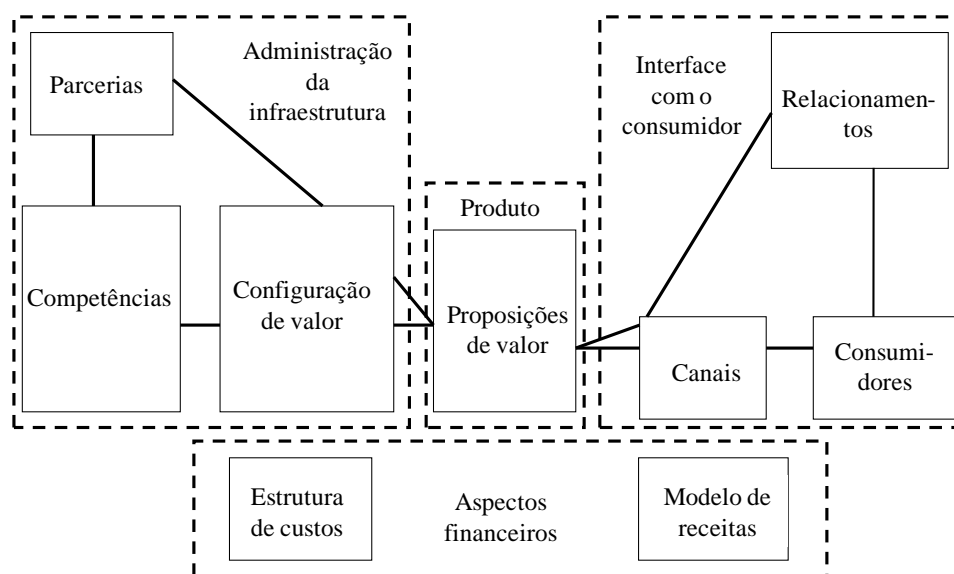 Parcerias
Administração
da
infraestrutura
Competências
Configuração
de valor
Produto
Proposições
de valor
Interface
com o
consumidor
Relacionamen-
tos
Canais
Consumi-
dores
Estrutura
de custos
Aspectos
financeiros
Modelo de
receitas